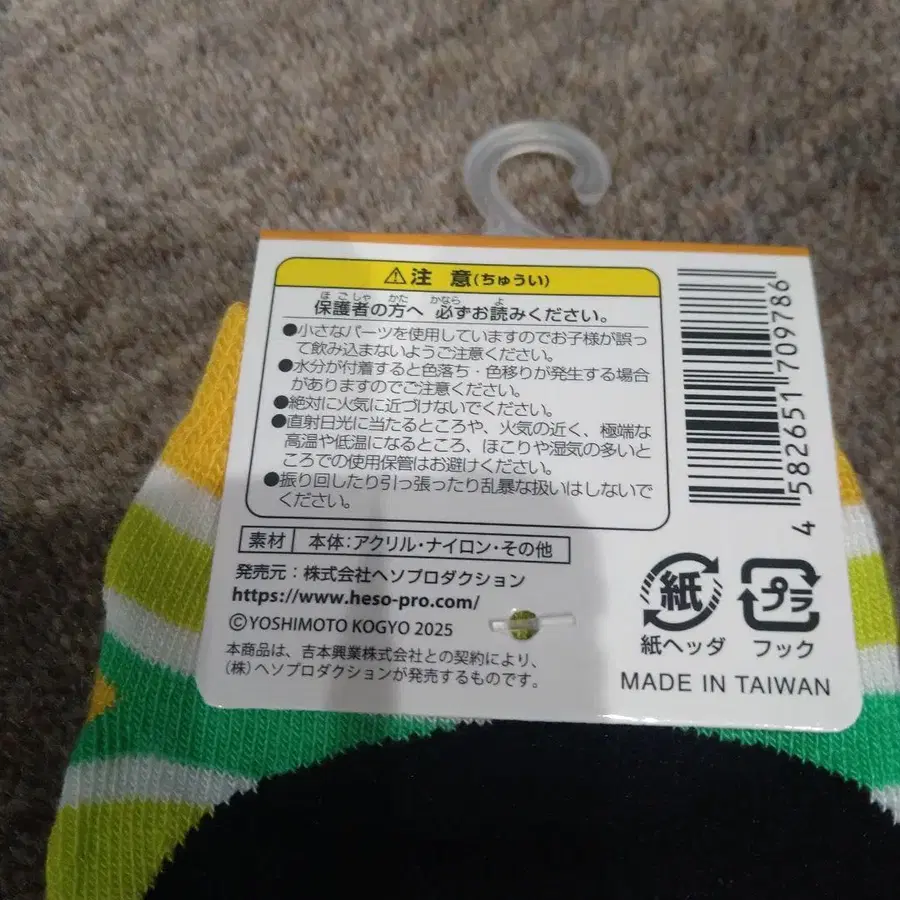 ⚠注 意(ちゅうい)
保護者の方へ 必ずお読みください。
●小さなパーツを使用していますのでお子様が誤っ
て飲み込まないようご注意ください。
●水分が付着すると色落ち・色移りが発生する場合
がありますのでご注意ください。
●絶対に火気に近づけないでください。
●直射日光に当たるところや、火気の近く、極端な
高温や低温になるところ、ほこりや湿気の多いと
ころでの使用保管はお避けください。
●振り回したり引っ張ったり乱暴な扱いはしないで
ください。
素材 本体：アクリル・ナイロン・その他
発売元：株式会社ヘソプロダクション
https://www.heso-pro.com/
©YOSHIMOTO KOGYO 2025
本商品は、吉本興業株式会社との契約により、
(株)ヘソプロダクションが発売するものです。
4 582651 709786
紙
紙ヘッダ
プラ
フック
MADE IN TAIWAN